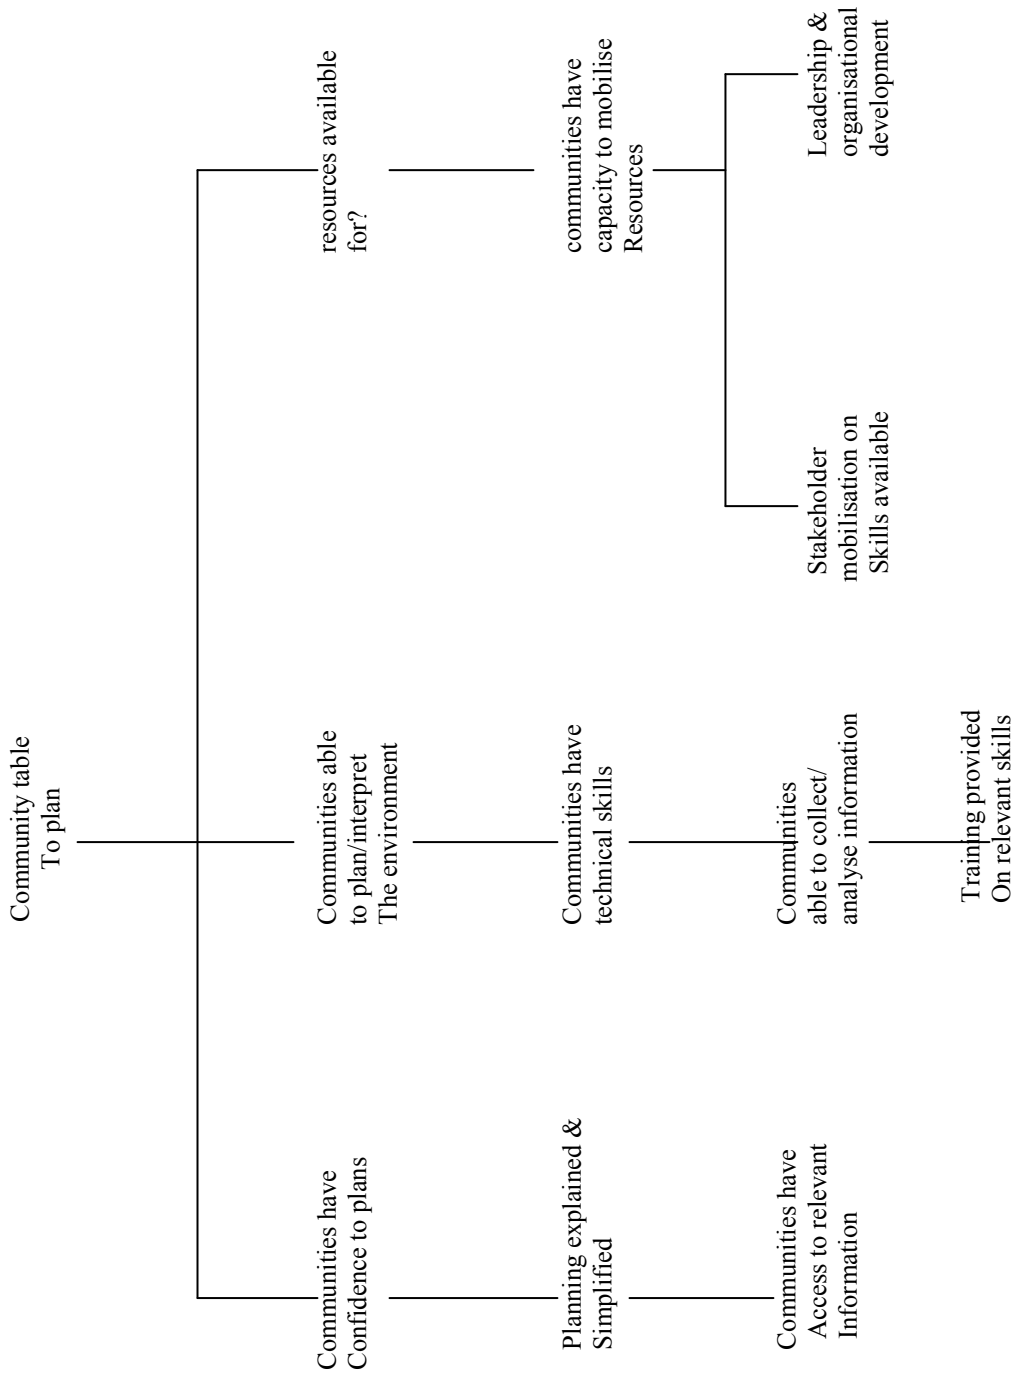 Community table
To plan
Communities have
Confidence to plans
Communities able
to plan/interpret
The environment
resources available
for?
Planning explained &
Simplified
Communities have
technical skills
communities have
capacity to mobilise
Resources
Communities have
Access to relevant
Information
Communities
able to collect/
analyse information
Stakeholder
mobilisation on
Skills available
Leadership &
organisational
development
Training provided
On relevant skills